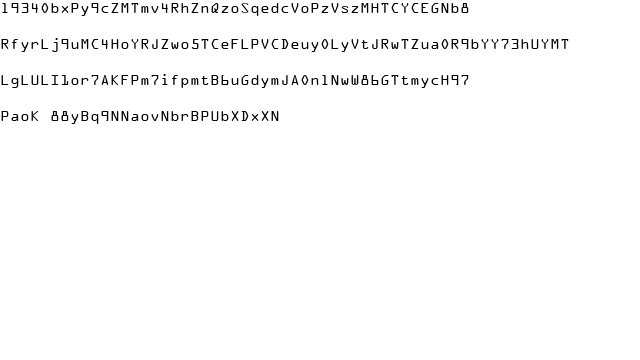 19340bxPy9cZMTmv4RhZnQzoSqedcVoPzVszMHTCYCEGNb8
RfyrLj9uMC4HoYRJZwo5TCeFLPVCDeuy0LyVtJRwTZua0R9bYY73hUYMT
LgLULI1or7AKFPm7ifpmtB6uGdymJA0n1NwW86GTtmycH97
PaoK 88yBq9NNaovNbrBPUbXDxXN